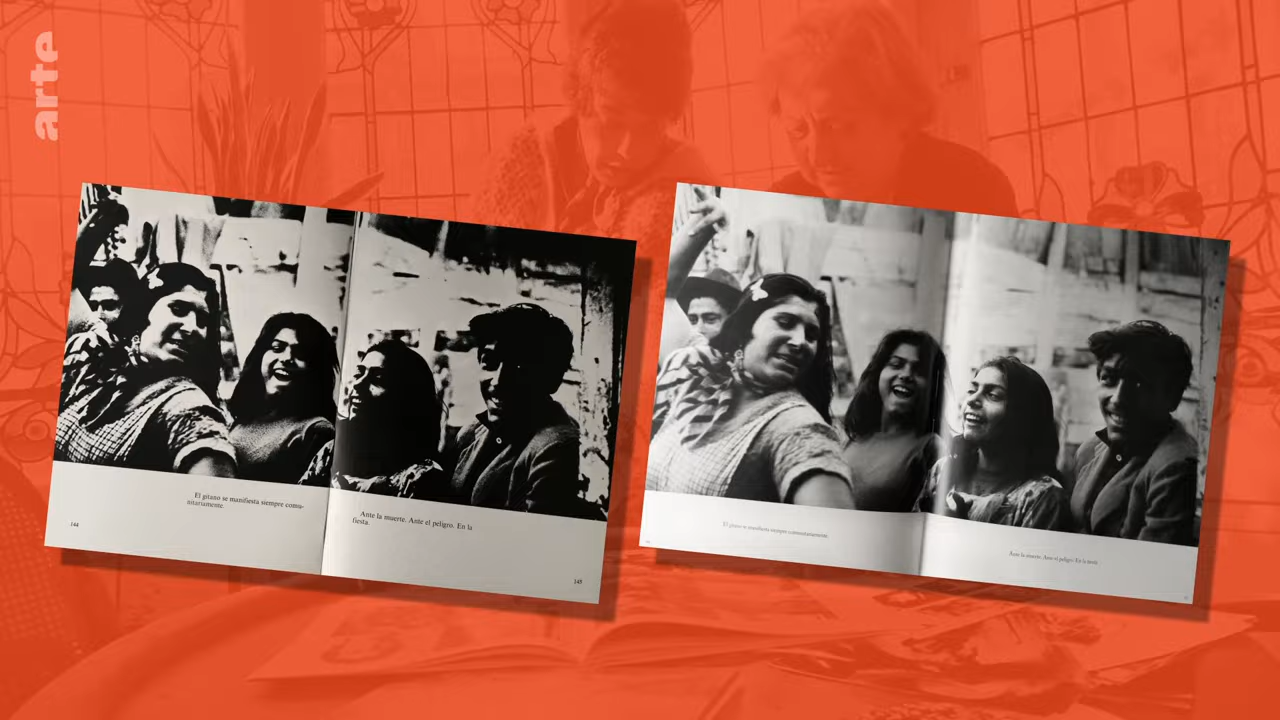 arte
El gitano se manifiesta siempre comu-
nitariamente.
144
Ante la muerte. Ante el peligro. En la
fiesta.
145
El gitano se manifiesta siempre comunitariamente.
Ante la muerte. Ante el peligro. En la fiesta.